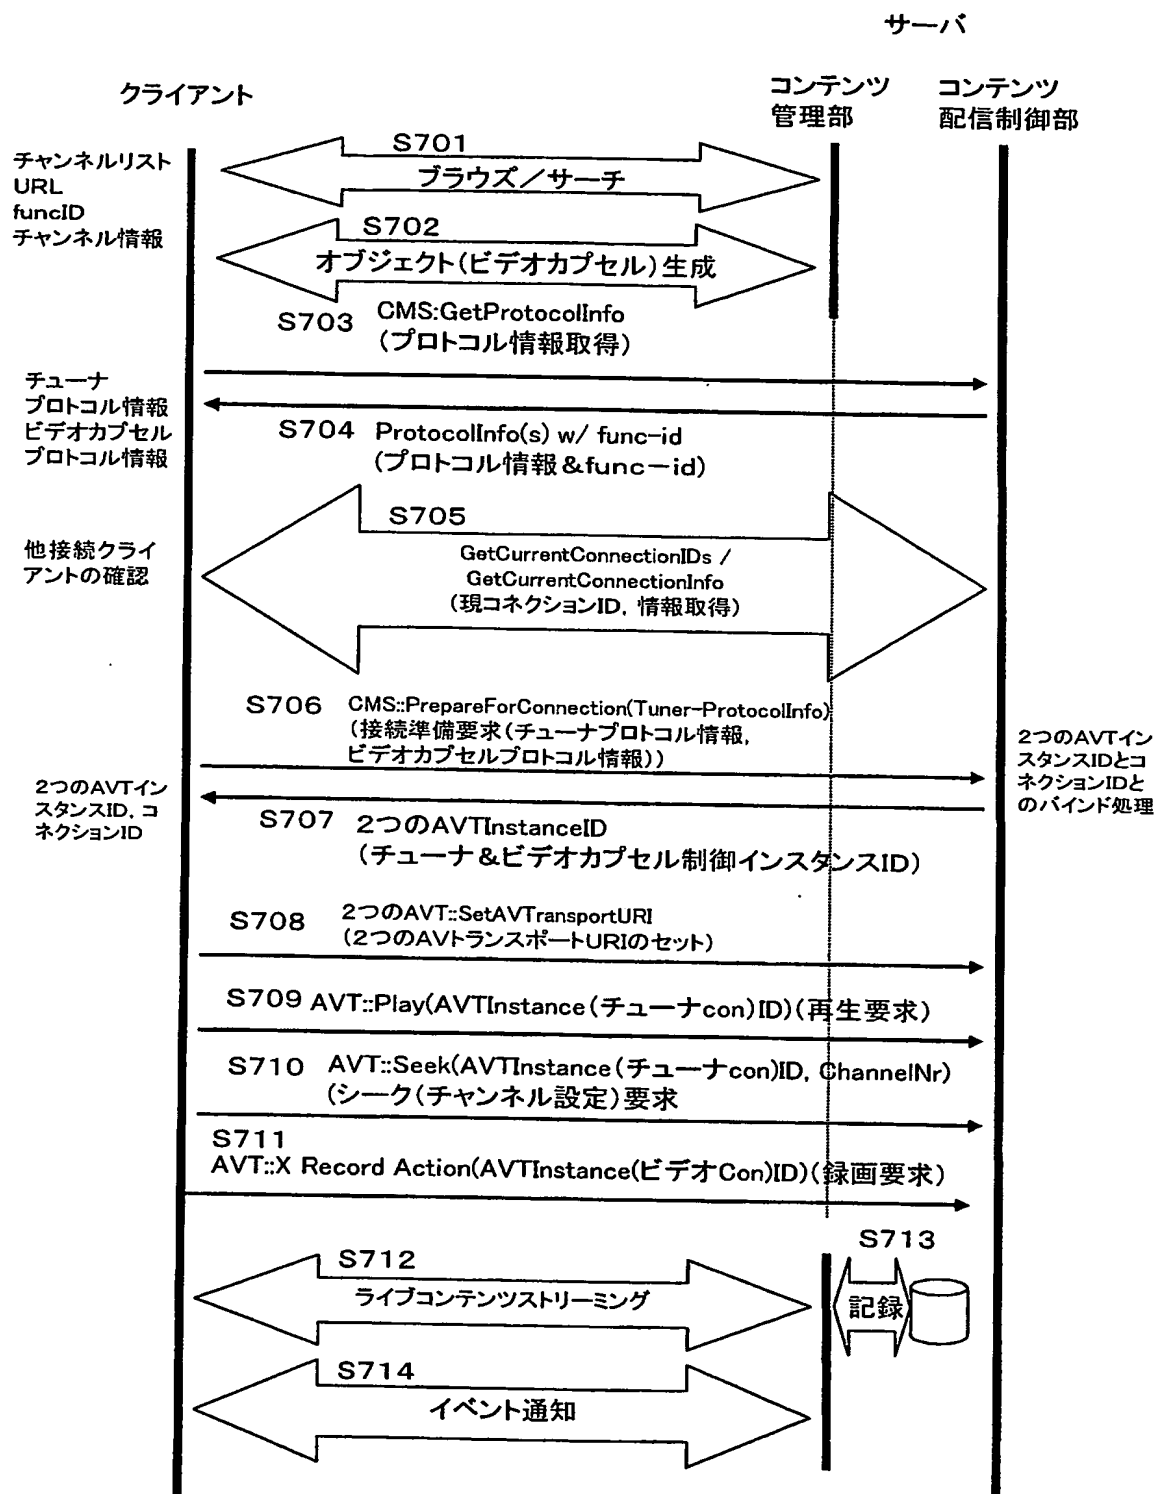 サーバ
クライアント
コンテンツ
管理部
コンテンツ
配信制御部
S701
ブラウズ／サーチ
チャンネルリスト
URL
funcID
チャンネル情報
S702
オブジェクト(ビデオカプセル)生成
S703
CMS:GetProtocolInfo
(プロトコル情報取得)
チューナ
プロトコル情報
ビデオカプセル
プロトコル情報
S704
ProtocolInfo(s) w/ func-id
(プロトコル情報&func－id)
S705
GetCurrentConnectionIDs /
GetCurrentConnectionInfo
(現コネクションID, 情報取得)
他接続クライ
アントの確認
S706
CMS::PrepareForConnection(Tuner-ProtocolInfo)
(接続準備要求(チューナプロトコル情報,
ビデオカプセルプロトコル情報))
2つのAVTイン
スタンスIDとコ
ネクションIDと
のバインド処理
2つのAVTイン
スタンスID, コ
ネクションID
S707
2つのAVTInstanceID
(チューナ&ビデオカプセル制御インスタンスID)
S708
2つのAVT::SetAVTransportURI
(2つのAVトランスポートURIのセット)
S709 AVT::Play(AVTInstance(チューナcon)ID)(再生要求)
S710
AVT::Seek(AVTInstance(チューナcon)ID, ChannelNr)
(シーク(チャンネル設定)要求
S711
AVT::X Record Action(AVTInstance(ビデオCon)ID)(録画要求)
S712
ライブコンテンツストリーミング
S713
記録
S714
イベント通知